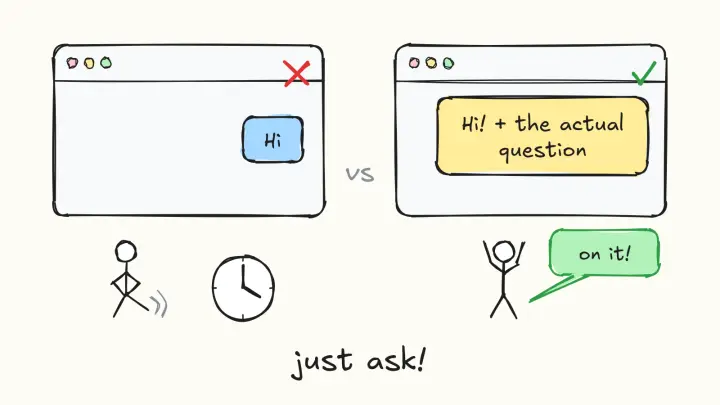 Hi
vs
Hi! + the actual
question
on it!
just ask!